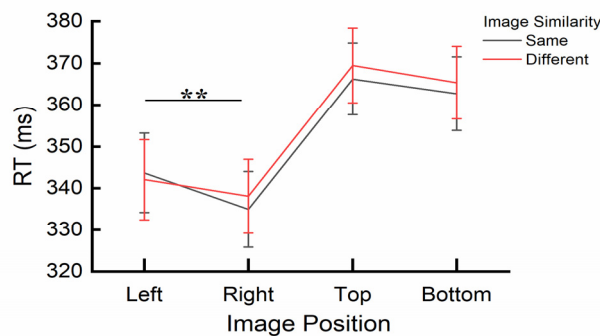 Image Similarity
Same
Different
380
370
360
350
340
330
320
RT (ms)
**
Left Right Top Bottom
Image Position